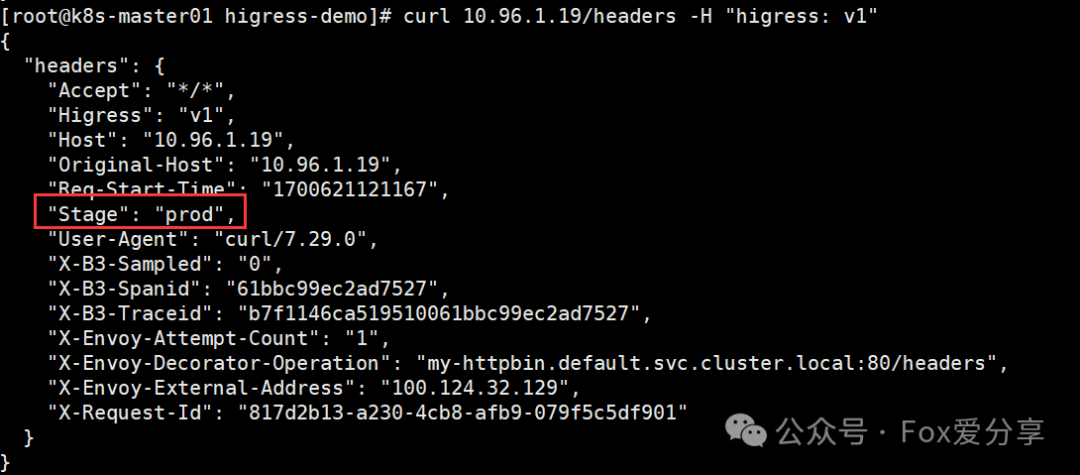 [root@k8s-master01 higress-demo]# curl 10.96.1.19/headers -H "higress: v1"
{
  "headers": {
    "Accept": "*/*",
    "Higress": "v1",
    "Host": "10.96.1.19",
    "Original-Host": "10.96.1.19",
    "Req-Start-Time": "1700621121167",
    "Stage": "prod",
    "User-Agent": "curl/7.29.0",
    "X-B3-Sampled": "0",
    "X-B3-Spanid": "61bbc99ec2ad7527",
    "X-B3-Traceid": "b7f1146ca519510061bbc99ec2ad7527",
    "X-Envoy-Attempt-Count": "1",
    "X-Envoy-Decorator-Operation": "my-httpbin.default.svc.cluster.local:80/headers",
    "X-Envoy-External-Address": "100.124.32.129",
    "X-Request-Id": "817d2b13-a230-4cb8-afb9-079f5c5df901"
  }
}
公众号 · Fox爱分享